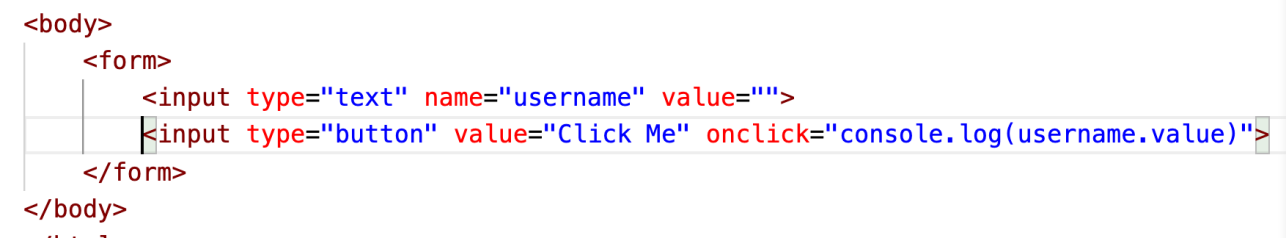 <body>
<form>
<input type="text" name="username" value="">
<input type="button" value="Click Me" onclick="console.log(username.value)">
</form>
</body>